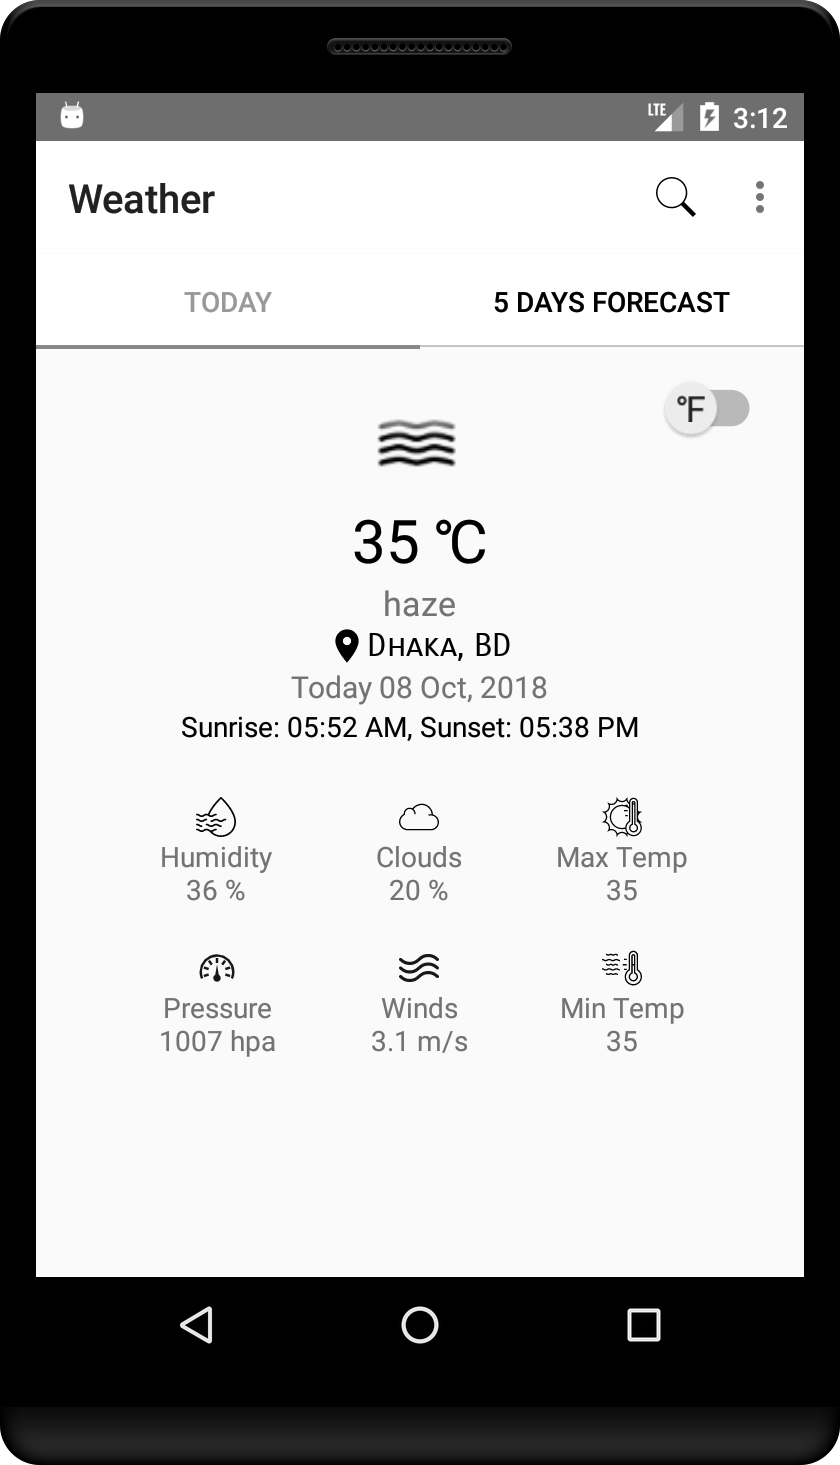 LTE 3:12
Weather
TODAY 5 DAYS FORECAST
°F
35 °C
haze
Dhaka, BD
Today 08 Oct, 2018
Sunrise: 05:52 AM, Sunset: 05:38 PM
Humidity Clouds Max Temp
36 % 20 % 35
Pressure Winds Min Temp
1007 hpa 3.1 m/s 35